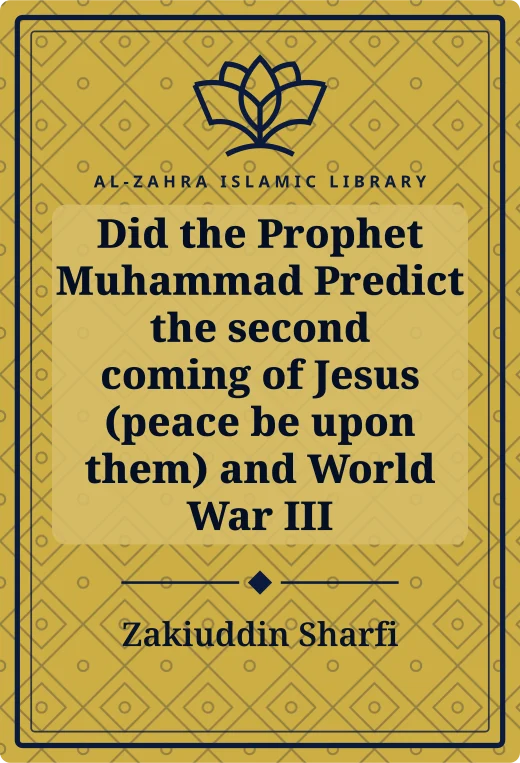 AL-ZAHRA ISLAMIC LIBRARY
Did the Prophet
Muhammad Predict
the second
coming of Jesus
(peace be upon
them) and World
War III
Zakiuddin Sharfi